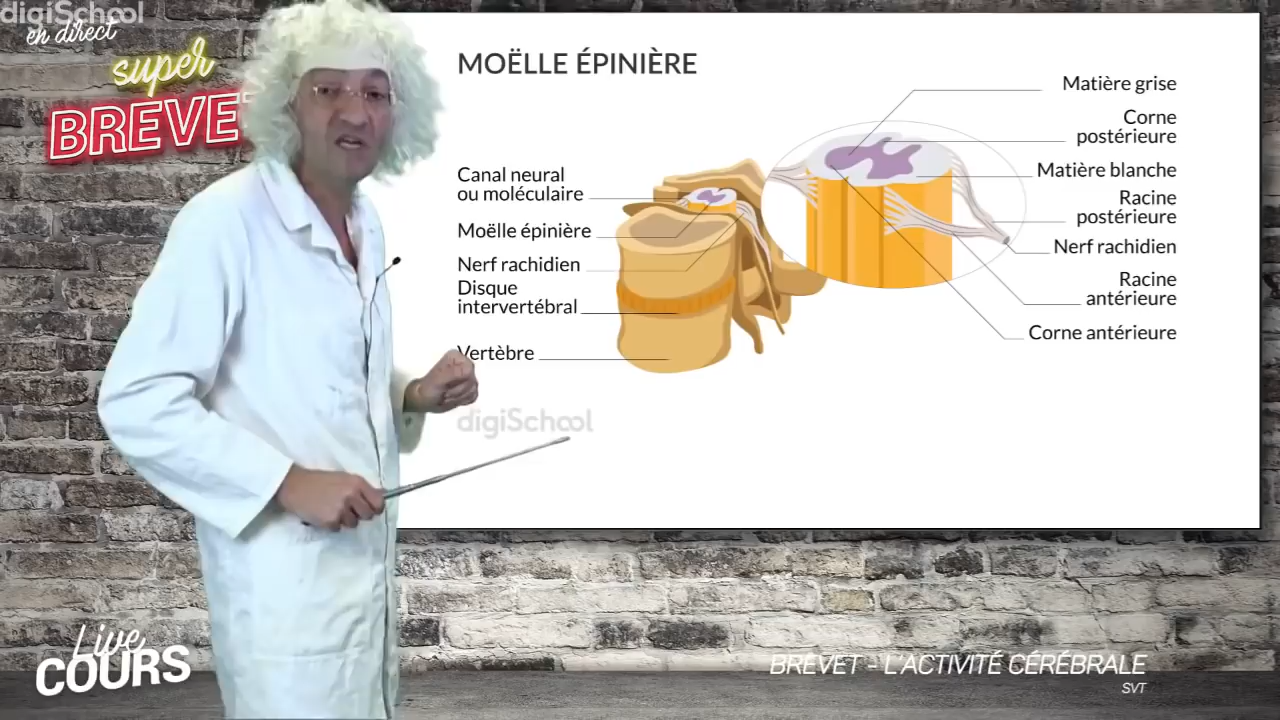 digiSchool
en direct
super
BREVE
MOËLLE ÉPINIÈRE
Canal neural
ou moléculaire
Moëlle épinière
Nerf rachidien
Disque
intervertébral
Vertèbre
Matière grise
Corne
postérieure
Matière blanche
Racine
postérieure
Nerf rachidien
Racine
antérieure
Corne antérieure
digiSchool
Live
COURS
BREVET - L'ACTIVITÉ CÉRÉBRALE
SVT